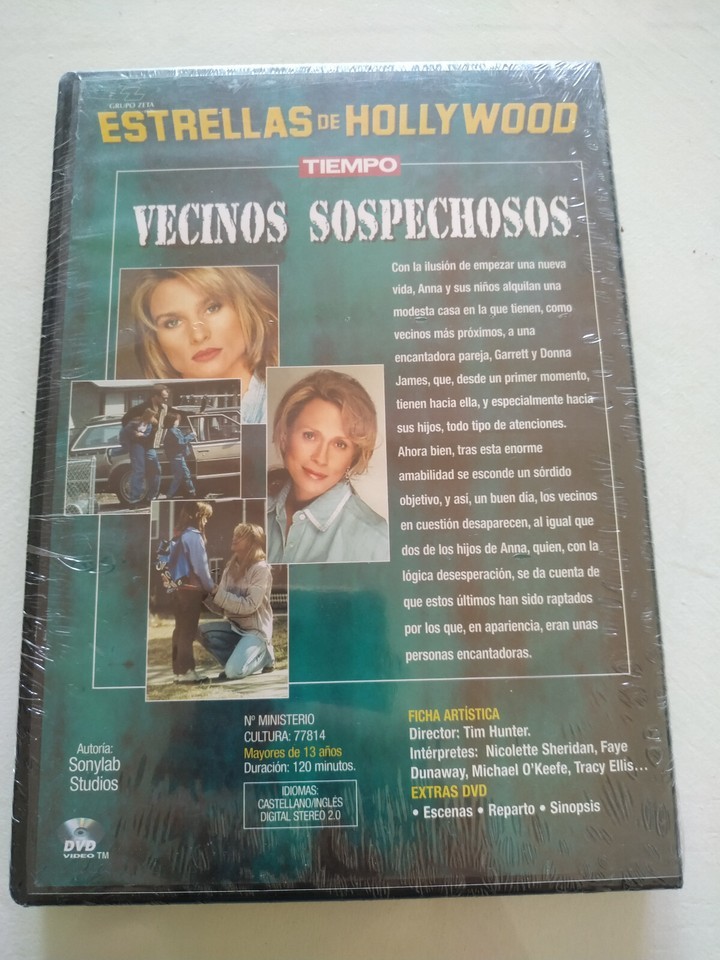 GRUPO ZETA
ESTRELLAS DE HOLLYWOOD
TIEMPO
VECINOS SOSPECHOSOS
Con la ilusión de empezar una nueva
vida, Anna y sus niños alquilan una
modesta casa en la que tienen, como
vecinos más próximos, a una
encantadora pareja, Garrett y Donna
James, que, desde un primer momento,
tienen hacia ella, y especialmente hacia
sus hijos, todo tipo de atenciones.
Ahora bien, tras esta enorme
amabilidad se esconde un sórdido
objetivo, y así, un buen día, los vecinos
en cuestión desaparecen, al igual que
dos de los hijos de Anna, quien, con la
lógica desesperación, se da cuenta de
que estos últimos han sido raptados
por los que, en apariencia, eran unas
personas encantadoras.
Autoría:
Sonylab
Studios
DVD
VIDEO TM
Nº MINISTERIO
CULTURA: 77814
Mayores de 13 años
Duración: 120 minutos.
IDIOMAS:
CASTELLANO/INGLÉS
DIGITAL STEREO 2.0
FICHA ARTÍSTICA
Director: Tim Hunter.
Intérpretes: Nicolette Sheridan, Faye
Dunaway, Michael O'Keefe, Tracy Ellis...
EXTRAS DVD
• Escenas • Reparto • Sinopsis